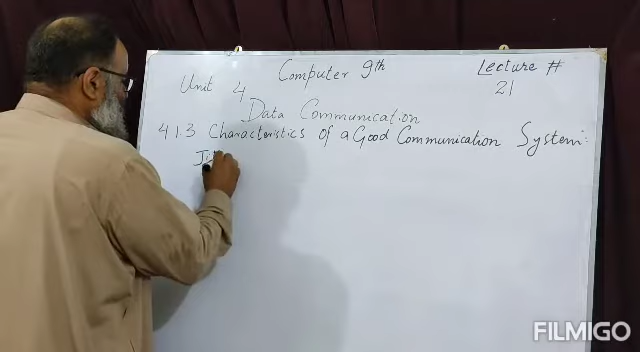 Computer 9th
Lecture #
Unit 4
21
Data Communication
4.1.3 Characteristics of a Good Communication System:
FILMIGO